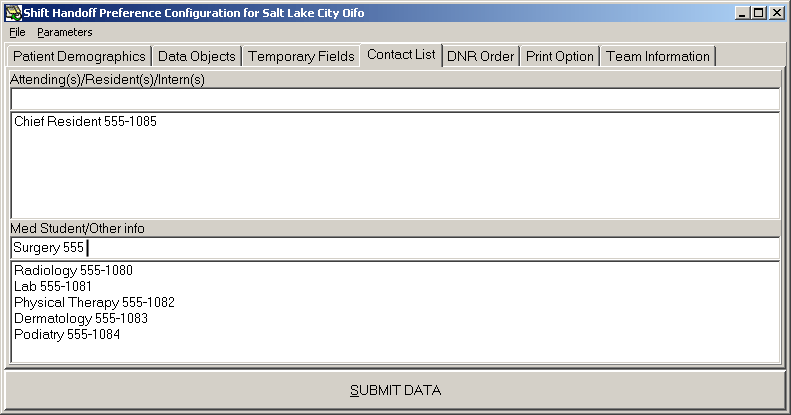 Shift Handoff Preference Configuration for Salt Lake City Oifo
File Parameters
Patient Demographics Data Objects Temporary Fields Contact List DNR Order Print Option Team Information
Attending(s)/Resident(s)/Intern(s)
Chief Resident 555-1085
Med Student/Other info
Surgery 555
Radiology 555-1080
Lab 555-1081
Physical Therapy 555-1082
Dermatology 555-1083
Podiatry 555-1084
SUBMIT DATA